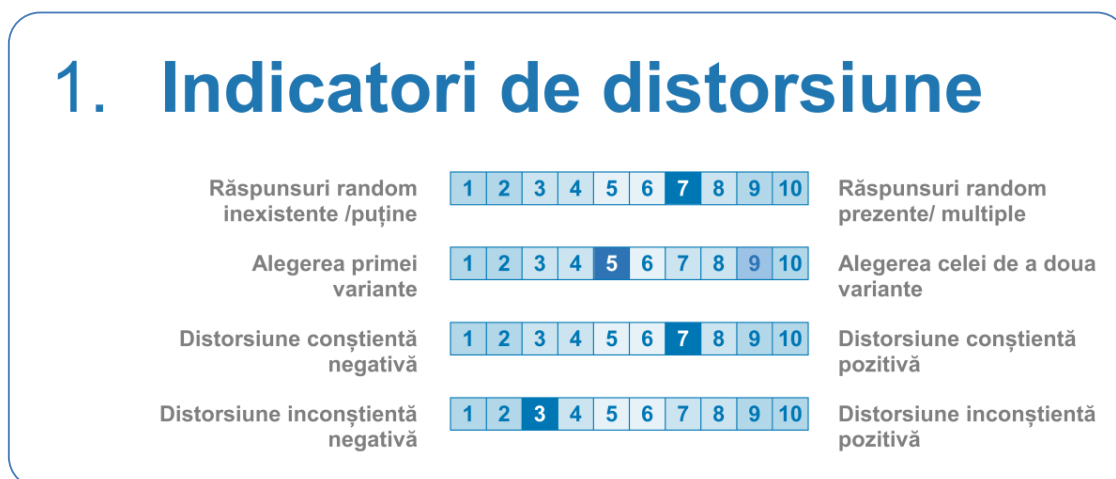 1. Indicatori de distorsiune
Răspunsuri random
inexistente /puține
1 2 3 4 5 6 7 8 9 10
Răspunsuri random
prezente/ multiple
Alegerea primei
variante
1 2 3 4 5 6 7 8 9 10
Alegerea celei de a doua
variante
Distorsiune conștientă
negativă
1 2 3 4 5 6 7 8 9 10
Distorsiune conștientă
pozitivă
Distorsiune inconștientă
negativă
1 2 3 4 5 6 7 8 9 10
Distorsiune inconștientă
pozitivă